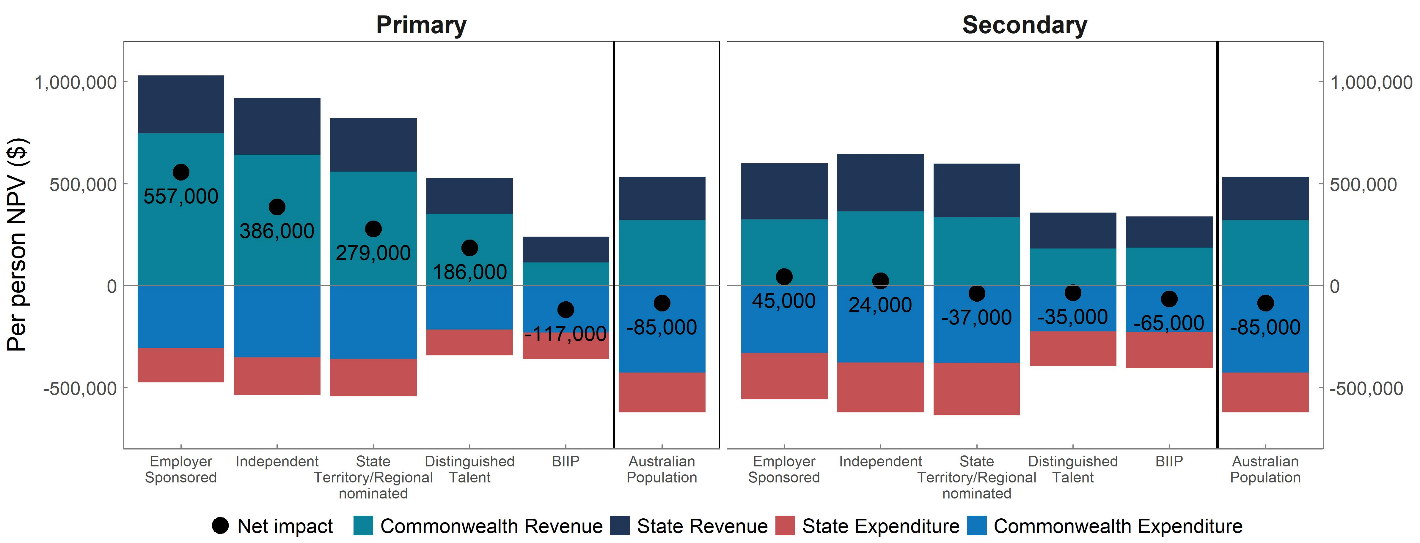 Primary
Secondary
Per person NPV ($)
1,000,000
500,000
0
-500,000
557,000
386,000
279,000
186,000
-117,000
-85,000
45,000
24,000
-37,000
-35,000
-65,000
-85,000
1,000,000
500,000
0
-500,000
Employer
Sponsored
Independent
State
Territory/Regional
nominated
Distinguished
Talent
BIIP
Australian
Population
Employer
Sponsored
Independent
State
Territory/Regional
nominated
Distinguished
Talent
BIIP
Australian
Population
Net impact Commonwealth Revenue State Revenue State Expenditure Commonwealth Expenditure